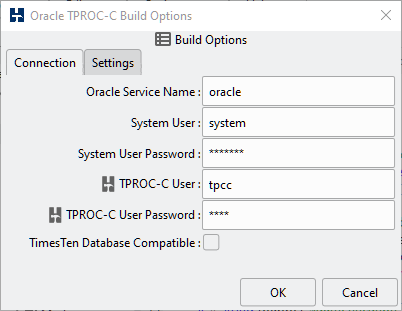 Oracle TPROC-C Build Options
Build Options
Connection Settings
Oracle Service Name : oracle
System User : system
System User Password : *******
TPROC-C User : tpcc
TPROC-C User Password : ****
TimesTen Database Compatible :
OK Cancel